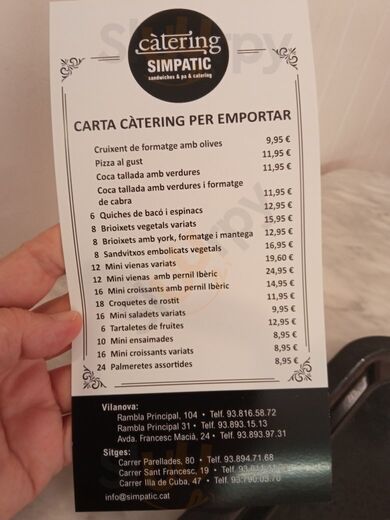 càtering
SIMPATIC
sandwiches & pa & catering
CARTA CÀTERING PER EMPORTAR
Cruixent de formatge amb olives 9,95 €
Pizza al gust 11,95 €
Coca tallada amb verdures 11,95 €
Coca tallada amb verdures i formatge
de cabra 11,95 €
6 Quiches de bacó i espinacs 12,95 €
8 Brioixets vegetals variats 15,95 €
8 Brioixets amb york, formatge i mantega 12,95 €
8 Sandvitxos embolicats vegetals 16,95 €
12 Mini vienas variats 19,60 €
12 Mini vienas amb pernil Ibèric 24,95 €
16 Mini croissants amb pernil Ibèric 14,95 €
18 Croquetes de rostit 11,95 €
16 Mini saladets variats 9,95 €
6 Tartaletes de fruites 12,95 €
10 Mini ensaimades 8,95 €
16 Mini croissants variats 8,95 €
24 Palmeretes assortides 8,95 €
Vilanova:
Rambla Principal, 104 • Telf. 93.816.58.72
Rambla Principal 31 • Telf. 93.893.15.13
Avda. Francesc Macià, 24 • Telf. 93.893.97.31
Sitges:
Carrer Parellades, 80 • Telf. 93.894.71.68
Carrer Sant Francesc, 19 • Telf.
Carrer Illa de Cuba, 47 • Telf.
info@simpatic.cat